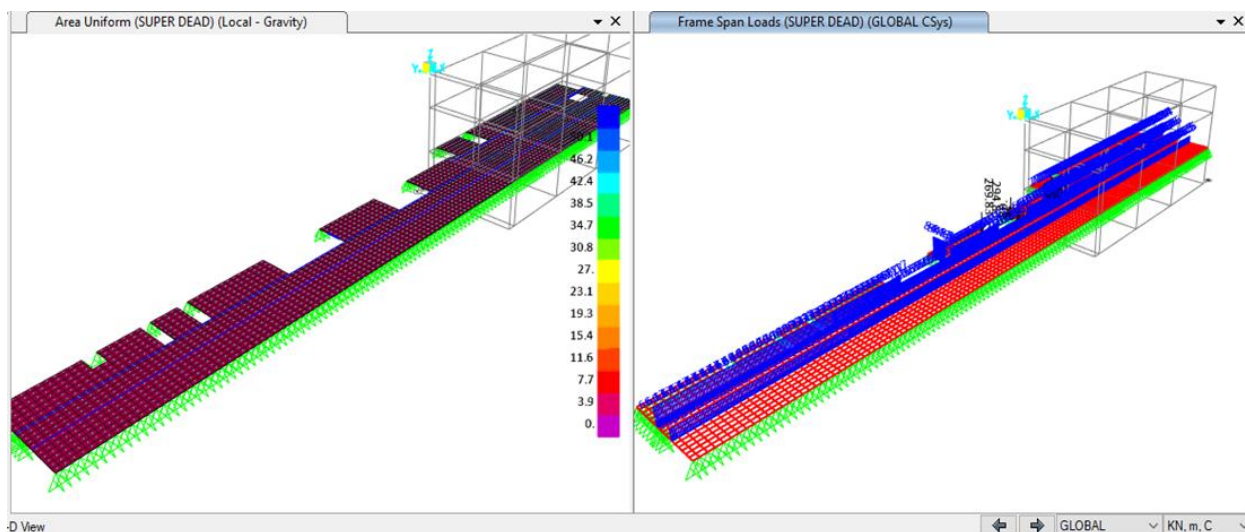 Area Uniform (SUPER DEAD) (Local - Gravity)
Frame Span Loads (SUPER DEAD) (GLOBAL CSys)
46.2
42.4
38.5
34.7
30.8
27.
23.1
19.3
15.4
11.6
7.7
3.9
0.
-D View
GLOBAL
KN, m, C